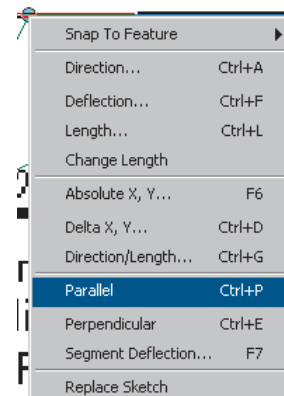 Snap To Feature
Direction... Ctrl+A
Deflection... Ctrl+F
Length... Ctrl+L
Change Length
Absolute X, Y... F6
Delta X, Y... Ctrl+D
Direction/Length... Ctrl+G
Parallel Ctrl+P
Perpendicular Ctrl+E
Segment Deflection... F7
Replace Sketch